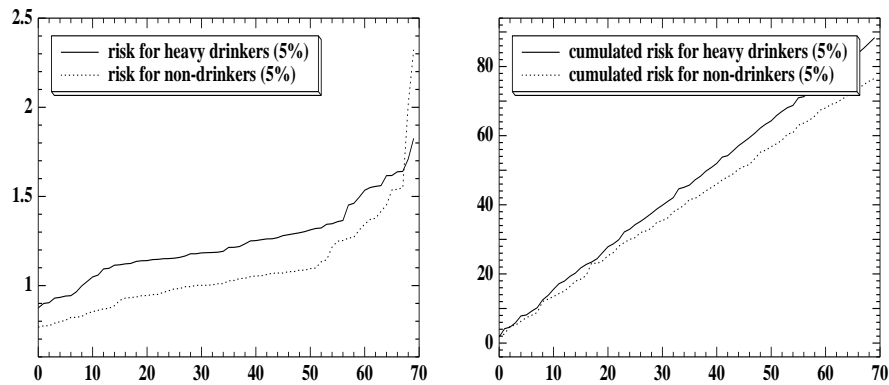 2.5
2
1.5
1
0 10 20 30 40 50 60 70
risk for heavy drinkers (5%)
risk for non-drinkers (5%)
80
60
40
20
0
0 10 20 30 40 50 60 70
cumulated risk for heavy drinkers (5%)
cumulated risk for non-drinkers (5%)